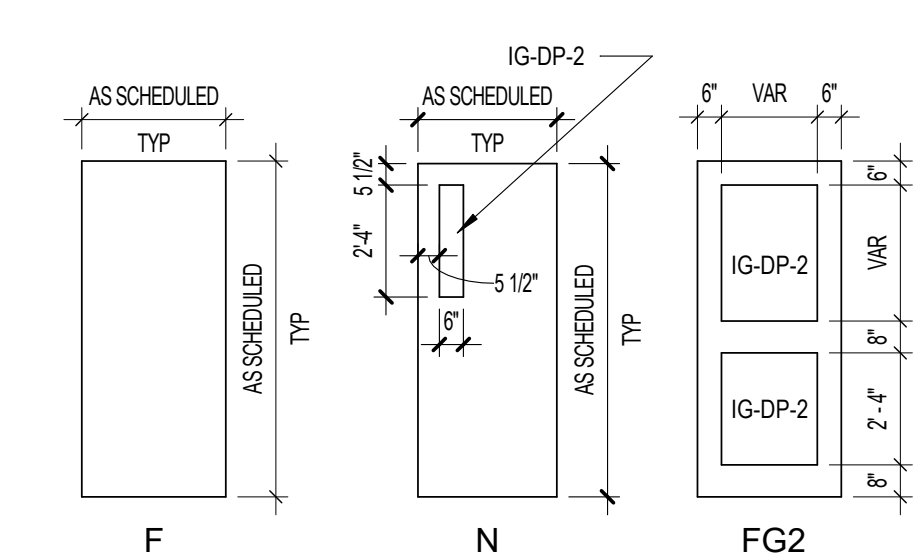 AS SCHEDULED
TYP
AS SCHEDULED
TYP
F
IG-DP-2
AS SCHEDULED
TYP
5 1/2"
2'-4"
5 1/2"
6"
AS SCHEDULED
TYP
N
6" VAR 6"
6"
VAR
8"
2' - 4"
8"
IG-DP-2
IG-DP-2
FG2